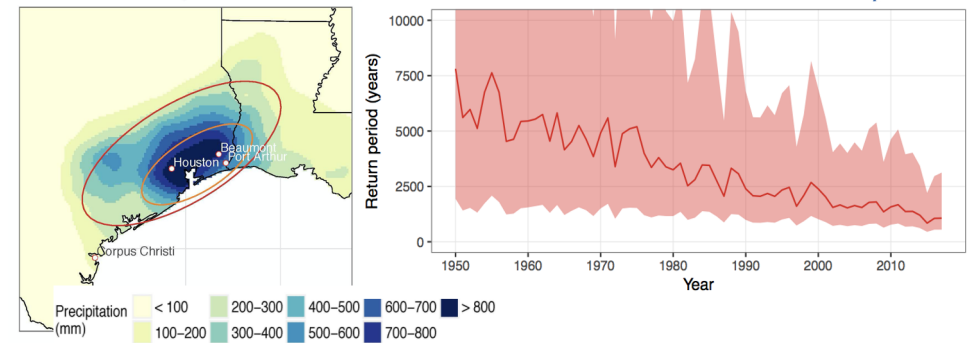 Beaumont
Port Arthur
Houston
Corpus Christi
Precipitation
(mm)
< 100
200–300
400–500
600–700
> 800
100–200
300–400
500–600
700–800
Return period (years)
10000
7500
5000
2500
0
1950
1960
1970
1980
1990
2000
2010
Year